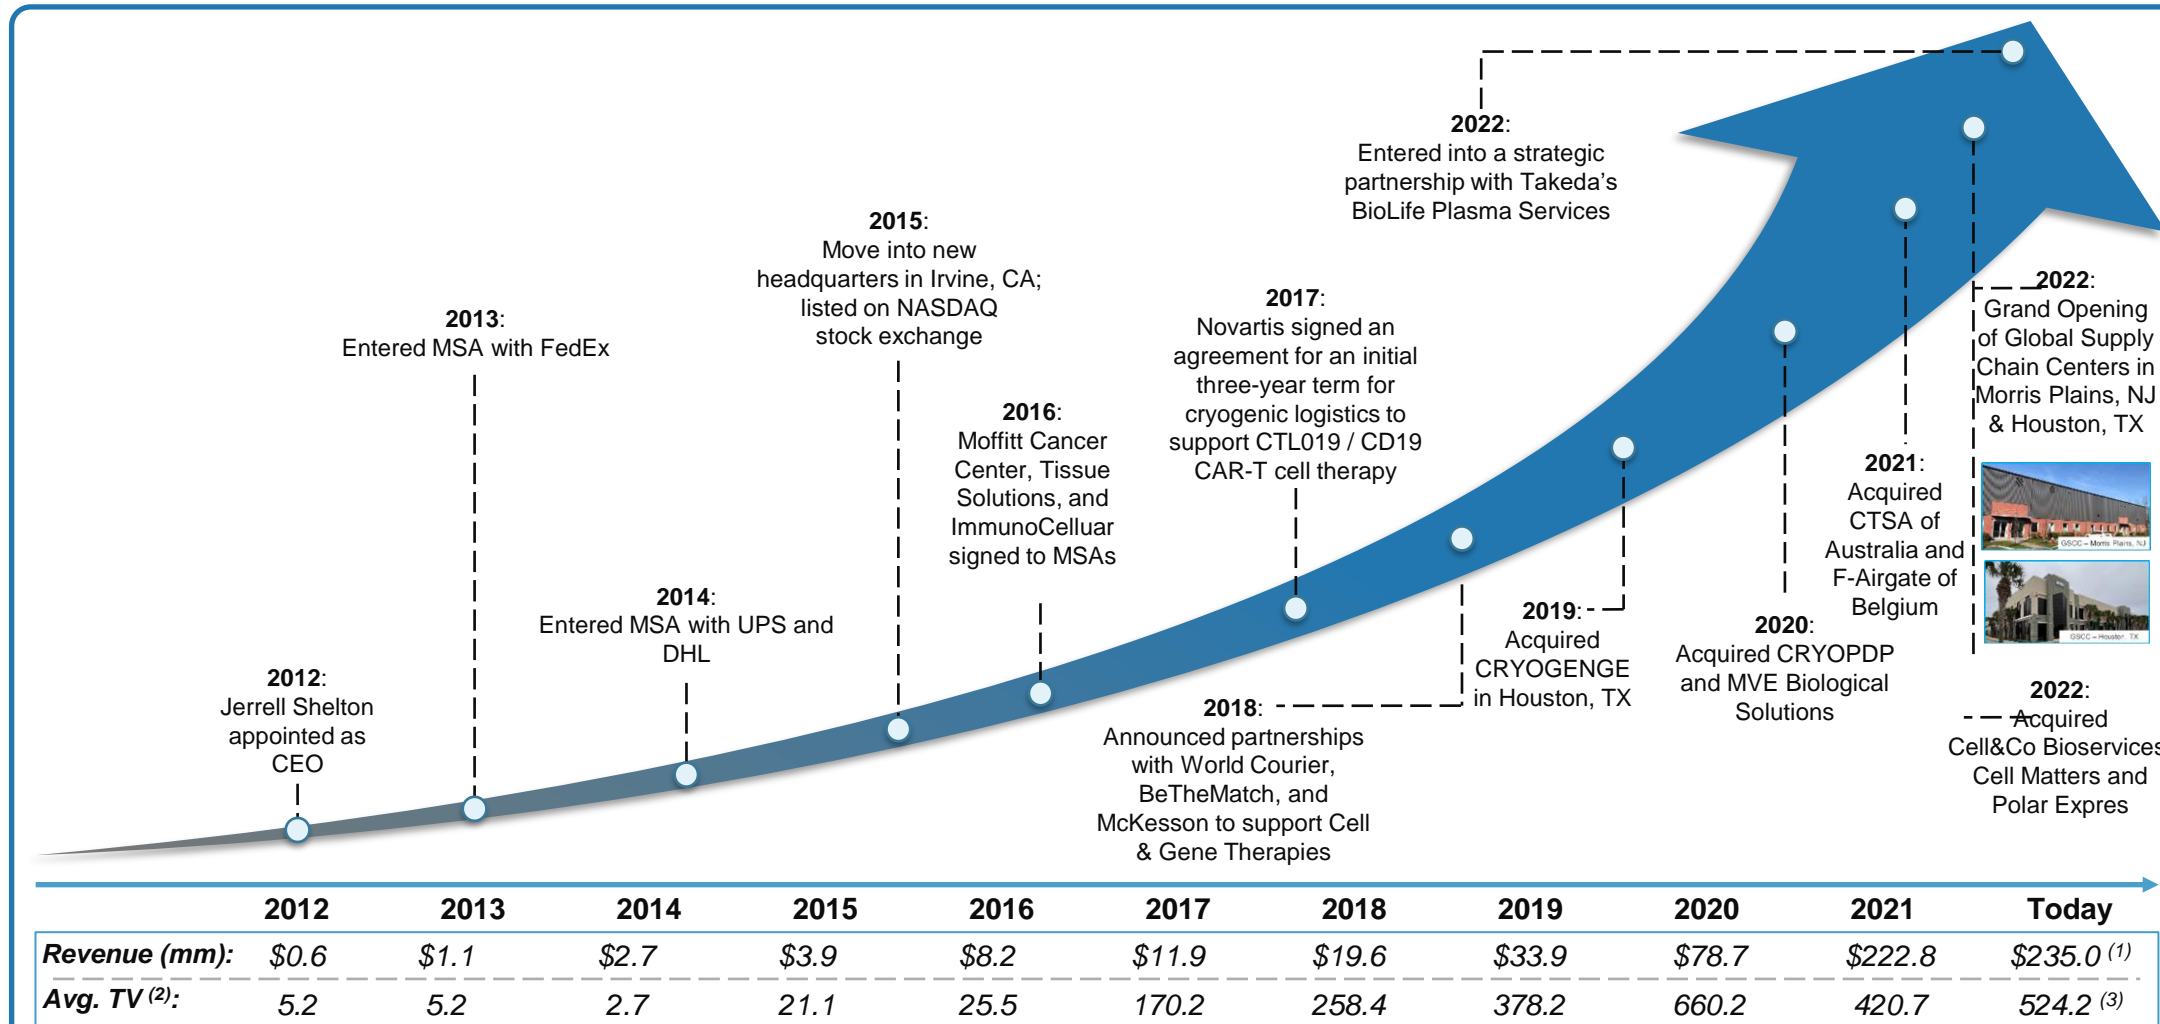 2012:
Jerrell Shelton
appointed as
CEO
2013:
Entered MSA with FedEx
2014:
Entered MSA with UPS and
DHL
2015:
Move into new
headquarters in Irvine, CA;
listed on NASDAQ
stock exchange
2016:
Moffitt Cancer
Center, Tissue
Solutions, and
ImmunoCelluar
signed to MSAs
2017:
Novartis signed an
agreement for an initial
three-year term for
cryogenic logistics to
support CTL019 / CD19
CAR-T cell therapy
2018:
Announced partnerships
with World Courier,
BeTheMatch, and
McKesson to support Cell
& Gene Therapies
2019:
Acquired
CRYOGENGE
in Houston, TX
2020:
Acquired CRYOPDP
and MVE Biological
Solutions
2021:
Acquired
CTSA of
Australia and
F-Airgate of
Belgium
2022:
Entered into a strategic
partnership with Takeda's
BioLife Plasma Services
2022:
Grand Opening
of Global Supply
Chain Centers in
Morris Plains, NJ
& Houston, TX
GSCC – Morris Plains, NJ
GSCC – Houston, TX
2022:
Acquired
Cell&Co Bioservices
Cell Matters and
Polar Expres
2012 2013 2014 2015 2016 2017 2018 2019 2020 2021 Today
Revenue (mm): $0.6 $1.1 $2.7 $3.9 $8.2 $11.9 $19.6 $33.9 $78.7 $222.8 $235.0 (1)
Avg. TV (2): 5.2 5.2 2.7 21.1 25.5 170.2 258.4 378.2 660.2 420.7 524.2 (3)